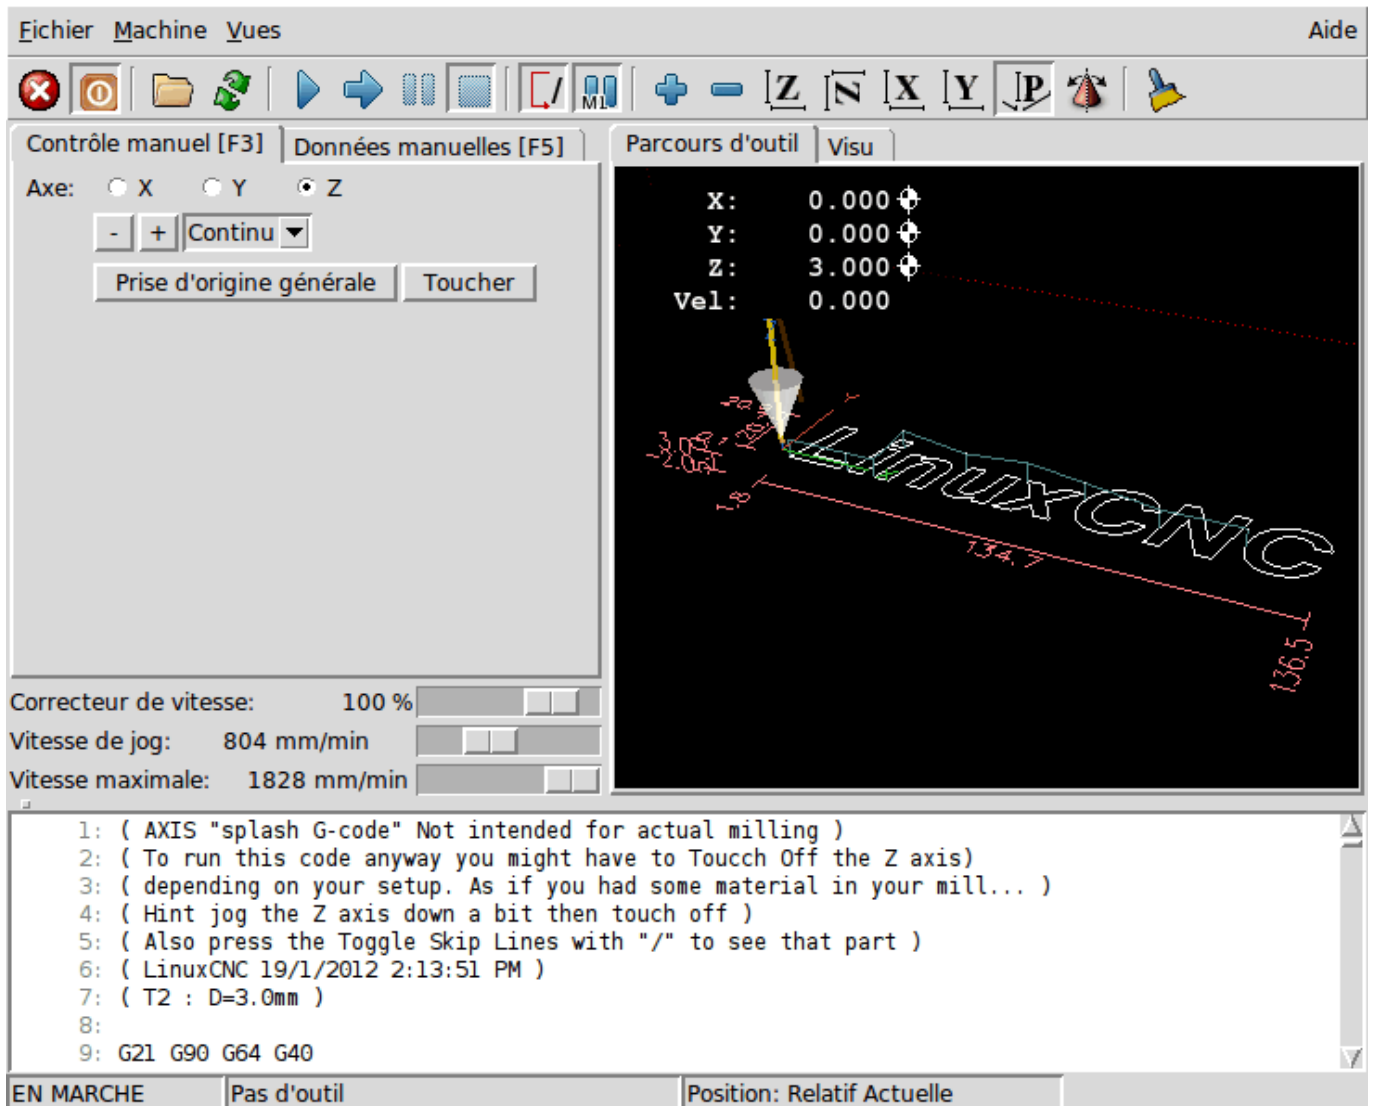 Fichier Machine Vues Aide
M1 Z N X Y P
Contrôle manuel [F3] Données manuelles [F5]
Axe: X Y Z
- + Continu
Prise d'origine générale Toucher
Correcteur de vitesse: 100 %
Vitesse de jog: 804 mm/min
Vitesse maximale: 1828 mm/min
Parcours d'outil Visu
X: 0.000
Y: 0.000
Z: 3.000
Vel: 0.000
LinuxCNC
1.8
134.7
136.5
1: ( AXIS "splash G-code" Not intended for actual milling )
2: ( To run this code anyway you might have to Toucch Off the Z axis)
3: ( depending on your setup. As if you had some material in your mill... )
4: ( Hint jog the Z axis down a bit then touch off )
5: ( Also press the Toggle Skip Lines with "/" to see that part )
6: ( LinuxCNC 19/1/2012 2:13:51 PM )
7: ( T2 : D=3.0mm )
8:
9: G21 G90 G64 G40
EN MARCHE Pas d'outil Position: Relatif Actuelle